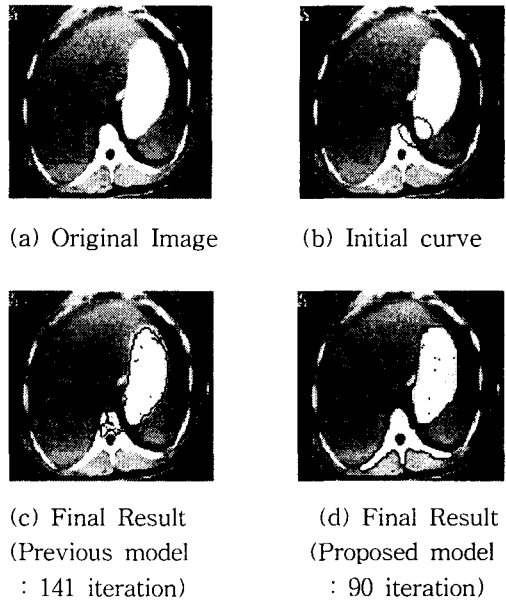 (a) Original Image
(b) Initial curve
(c) Final Result
(Previous model
: 141 iteration)
(d) Final Result
(Proposed model
: 90 iteration)